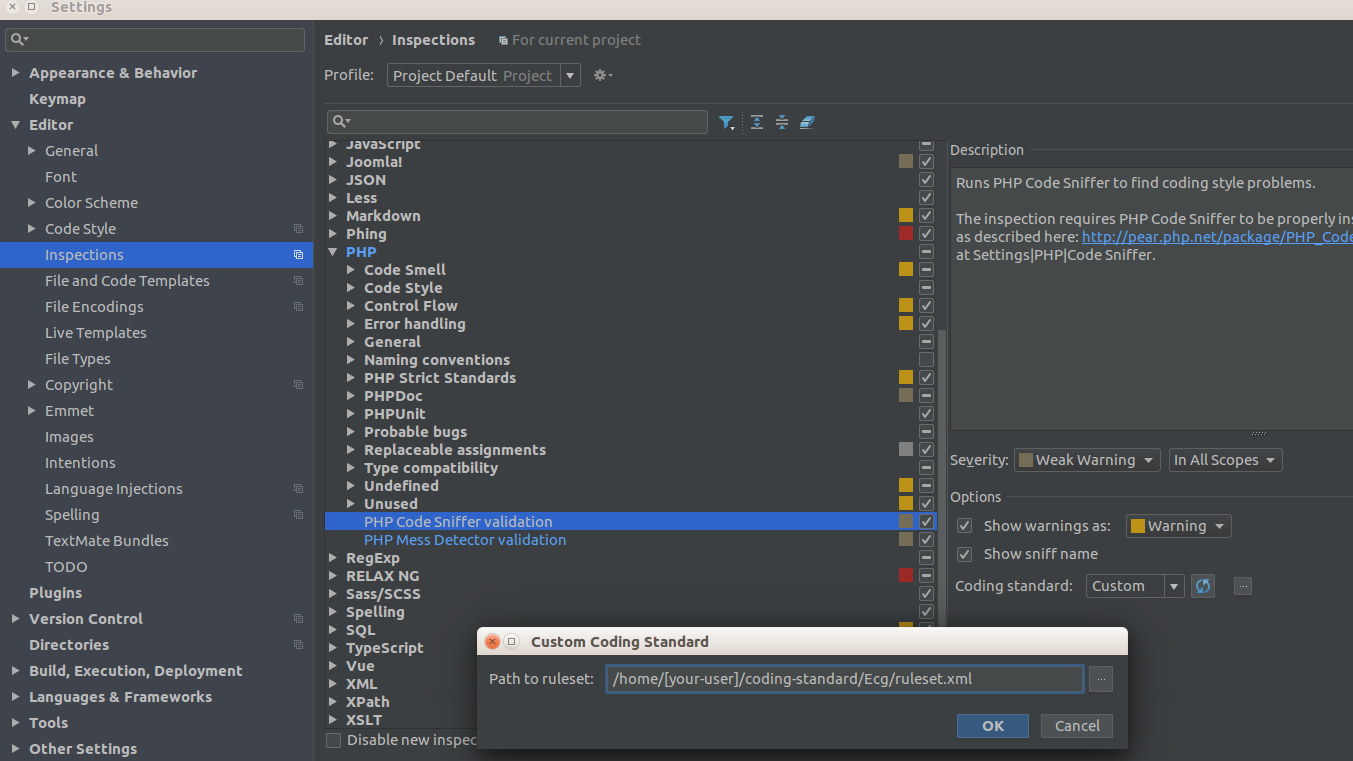 Settings
Appearance & Behavior
Keymap
Editor
General
Font
Color Scheme
Code Style
Inspections
File and Code Templates
File Encodings
Live Templates
File Types
Copyright
Emmet
Images
Intentions
Language Injections
Spelling
TextMate Bundles
TODO
Plugins
Version Control
Directories
Build, Execution, Deployment
Languages & Frameworks
Tools
Other Settings
Editor › Inspections For current project
Profile: Project Default Project
JavaScript
Joomla!
JSON
Less
Markdown
Phing
PHP
Code Smell
Code Style
Control Flow
Error handling
General
Naming conventions
PHP Strict Standards
PHPDoc
PHPUnit
Probable bugs
Replaceable assignments
Type compatibility
Undefined
Unused
PHP Code Sniffer validation
PHP Mess Detector validation
RegExp
RELAX NG
Sass/SCSS
Spelling
SQL
TypeScript
Vue
XML
XPath
XSLT
Disable new inspec
Description
Runs PHP Code Sniffer to find coding style problems.
The inspection requires PHP Code Sniffer to be properly ins
as described here: http://pear.php.net/package/PHP_Code
at Settings|PHP|Code Sniffer.
Severity: Weak Warning In All Scopes
Options
Show warnings as: Warning
Show sniff name
Coding standard: Custom ...
Custom Coding Standard
Path to ruleset: /home/[your-user]/coding-standard/Ecg/ruleset.xml ...
OK Cancel